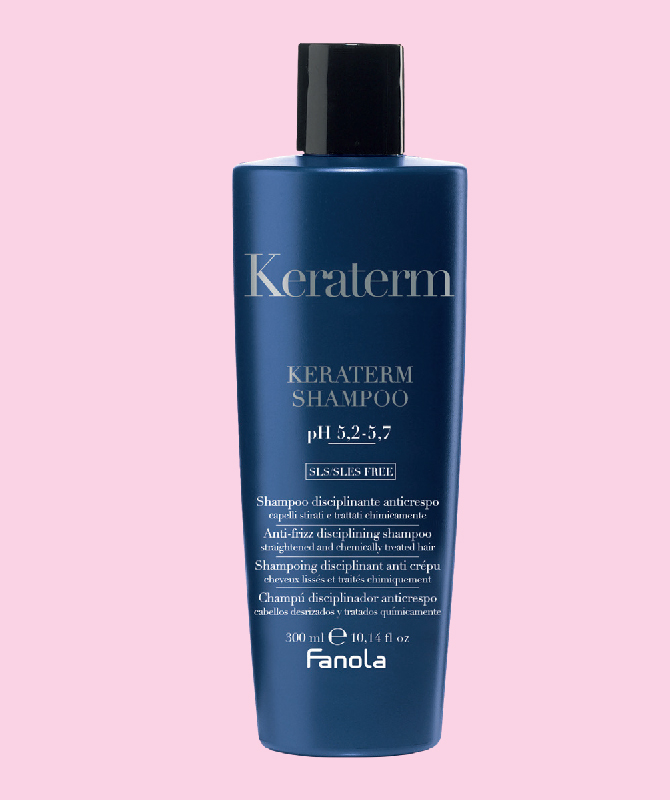 Keraterm
KERATERM
SHAMPOO
pH 5,2-5,7
SLS/SLES FREE
Shampoo disciplinante anticrespo
capelli stirati e trattati chimicamente
Anti-frizz disciplining shampoo
straightened and chemically treated hair
Shampoing disciplinant anti crépu
cheveux lissés et traités chimiquement
Champú disciplinador anticrespo
cabellos desrizados y tratados químicamente
300 ml ℮ 10,14 fl oz
Fanola